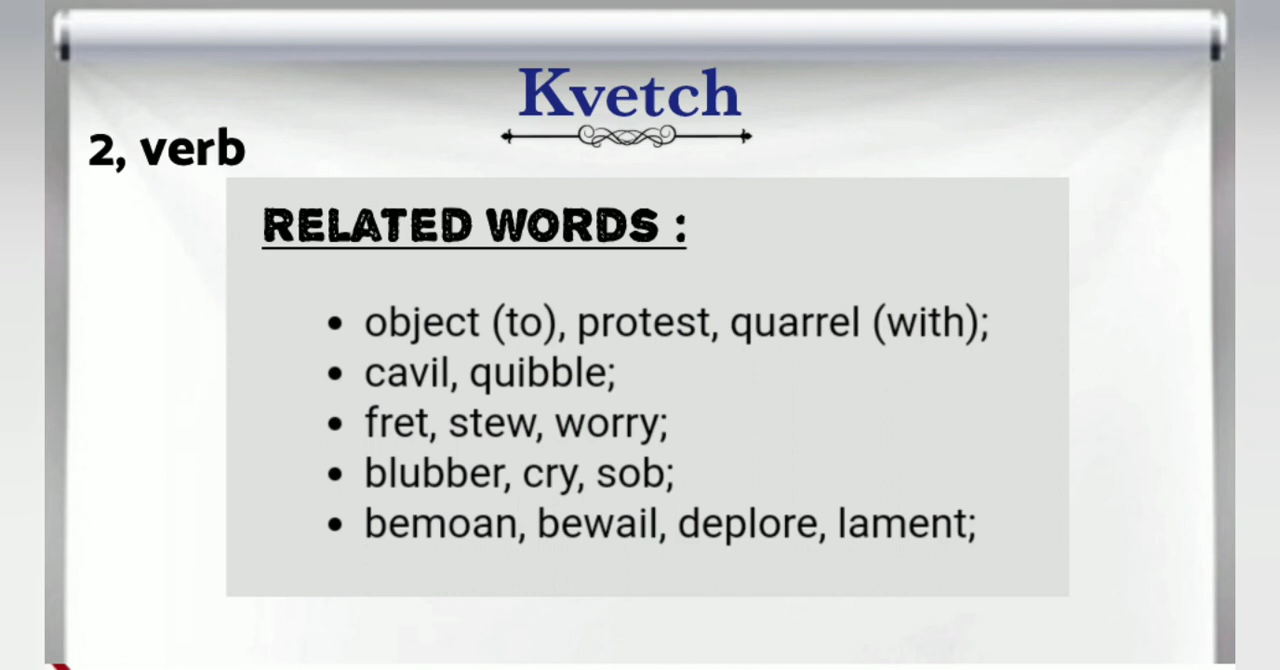 Kvetch
2, verb
RELATED WORDS :
• object (to), protest, quarrel (with);
• cavil, quibble;
• fret, stew, worry;
• blubber, cry, sob;
• bemoan, bewail, deplore, lament;